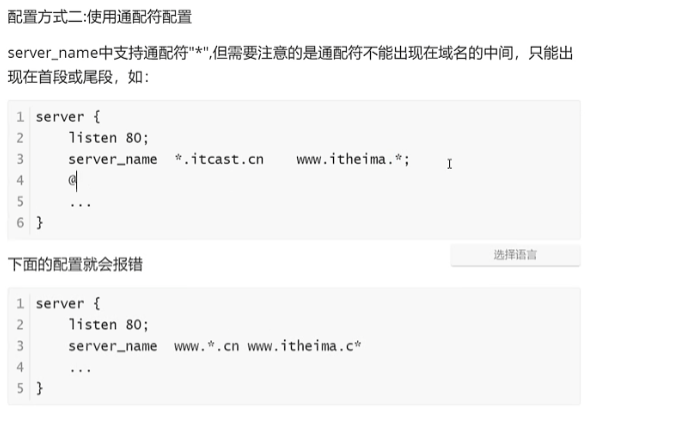 配置方式二:使用通配符配置
server_name中支持通配符"*",但需要注意的是通配符不能出现在域名的中间，只能出
现在首段或尾段，如：
1 server {
2     listen 80;
3     server_name  *.itcast.cn    www.itheima.*;
4     @
5     ...
6 }
选择语言
下面的配置就会报错
1 server {
2     listen 80;
3     server_name  www.*.cn www.itheima.c*
4     ...
5 }